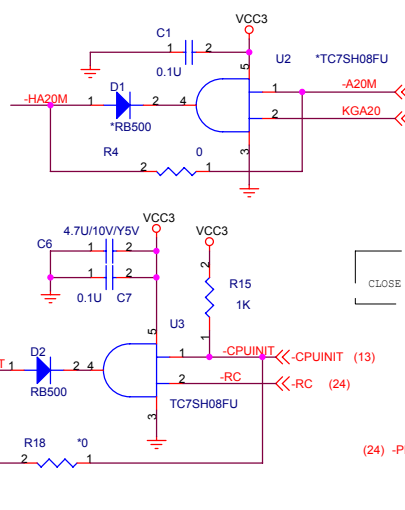 VCC3
C1
1 2
0.1U
5
U2 *TC7SH08FU
D1
-HA20M 1 2 4
1 -A20M
2 KGA20
*RB500
R4 0
3
2 1
VCC3
VCC3
4.7U/10V/Y5V
C6 1 2
1 2
0.1U C7
2
R15
1K
1
5
U3
CLOSE
D2
1 2 4
1 -CPUINIT -CPUINIT (13)
2 -RC -RC (24)
RB500
TC7SH08FU
3
R18 *0
2 1
(24)